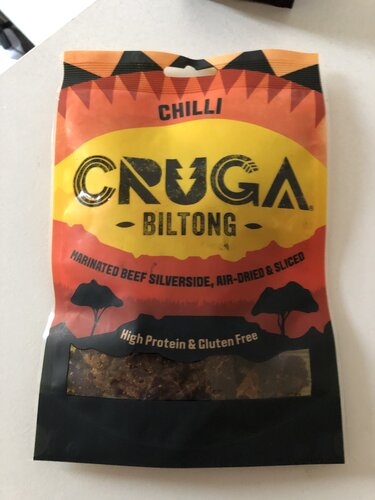 CHILLI
CRUGA
BILTONG
MARINATED BEEF SILVERSIDE, AIR-DRIED & SLICED
High Protein & Gluten Free